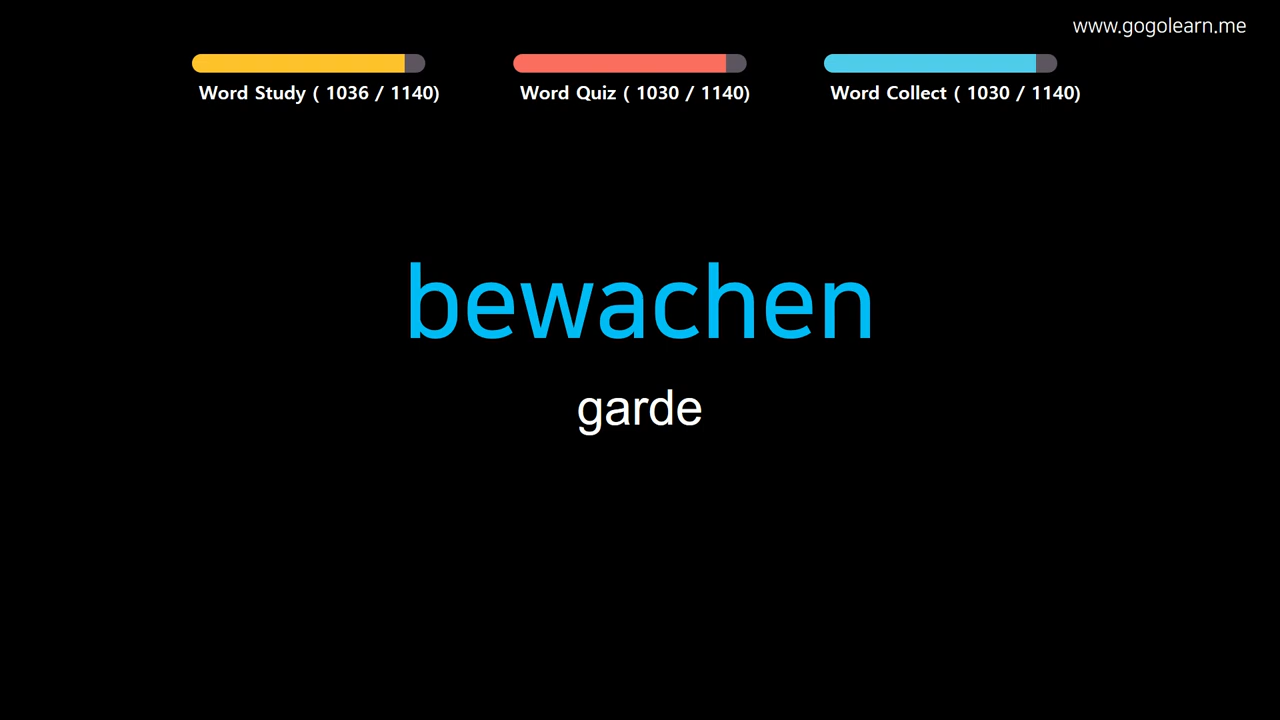 www.gogolearn.me
Word Study ( 1036 / 1140)
Word Quiz ( 1030 / 1140)
Word Collect ( 1030 / 1140)
bewachen
garde